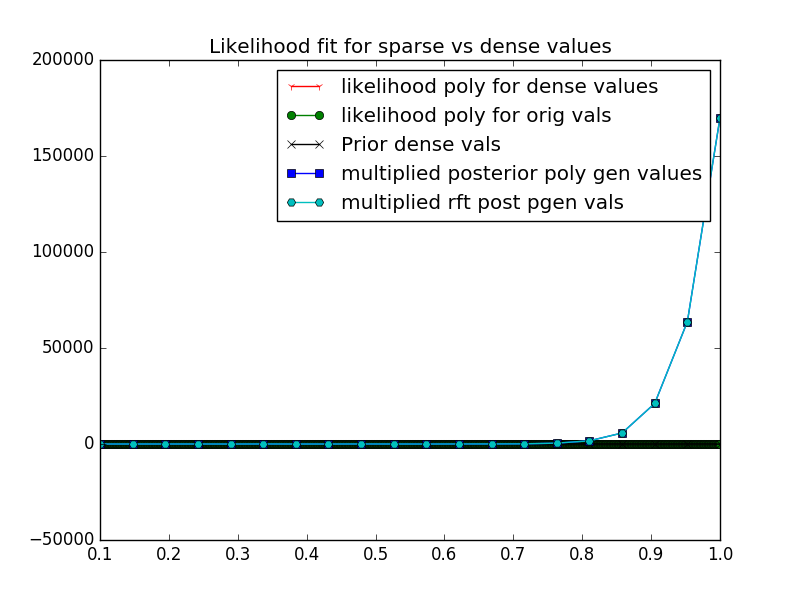 Likelihood fit for sparse vs dense values
200000
150000
100000
50000
0
−50000
likelihood poly for dense values
likelihood poly for orig vals
Prior dense vals
multiplied posterior poly gen values
multiplied rft post pgen vals
0.1 0.2 0.3 0.4 0.5 0.6 0.7 0.8 0.9 1.0